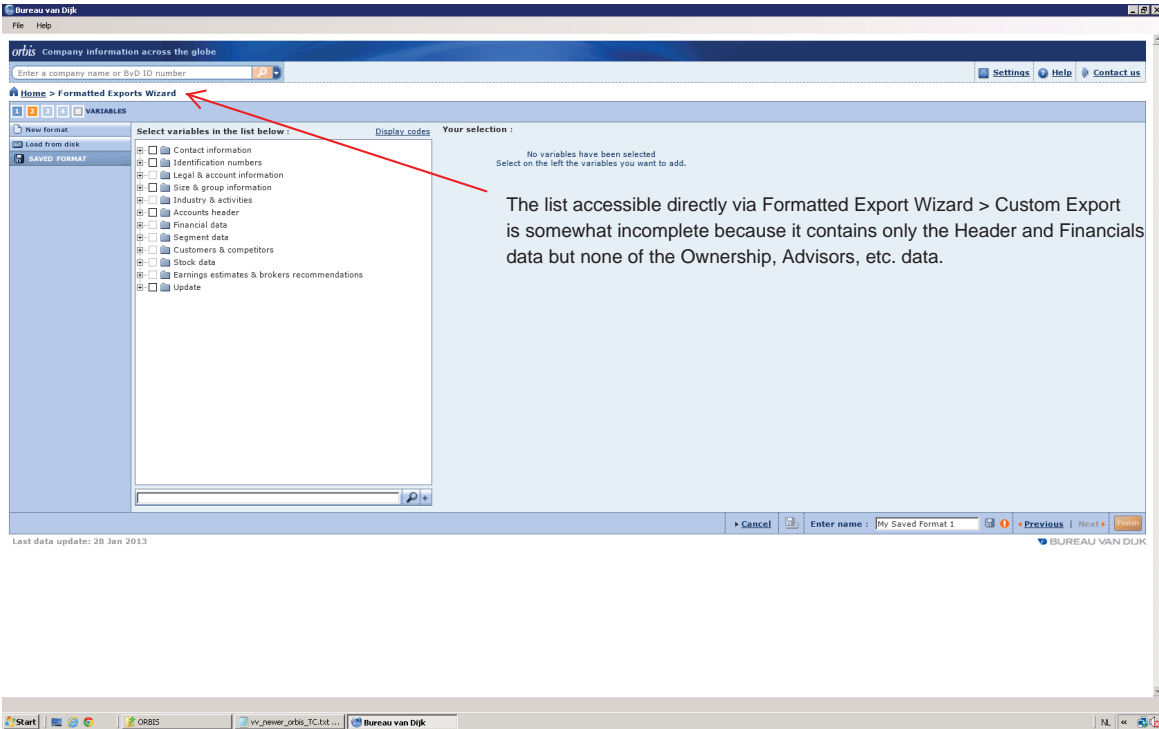 Bureau van Dijk
File Help
orbis Company information across the globe
Enter a company name or BvD ID number
Settings Help Contact us
Home > Formatted Exports Wizard
1 2 3 4 VARIABLES
New format
Load from disk
SAVED FORMAT
Select variables in the list below : Display codes
Contact information
Identification numbers
Legal & account information
Size & group information
Industry & activities
Accounts header
Financial data
Segment data
Customers & competitors
Stock data
Earnings estimates & brokers recommendations
Update
Your selection :
No variables have been selected
Select on the left the variables you want to add.
The list accessible directly via Formatted Export Wizard > Custom Export
is somewhat incomplete because it contains only the Header and Financials
data but none of the Ownership, Advisors, etc. data.
Cancel Enter name : My Saved Format 1 Previous | Next Finish
Last data update: 28 Jan 2013
BUREAU VAN DIJK
Start ORBIS vv_newer_orbis_TC.txt ... Bureau van Dijk NL «